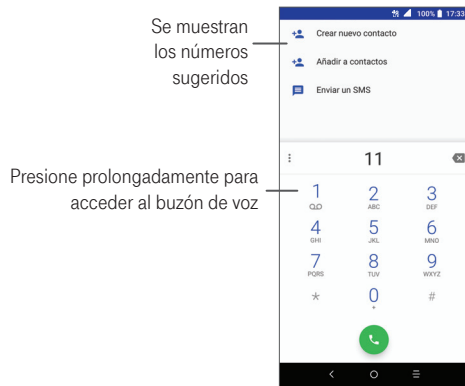 Se muestran
los números
sugeridos
100% 17:33
Crear nuevo contacto
Añadir a contactos
Enviar un SMS
11
Presione prolongadamente para
acceder al buzón de voz
1 2 3
ABC DEF
4 5 6
GHI JKL MNO
7 8 9
PQRS TUV WXYZ
* 0 #
+